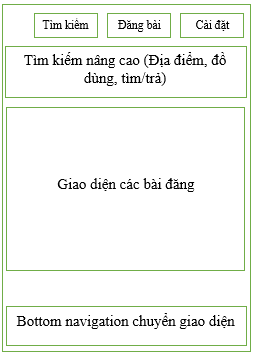 Tìm kiếm Đăng bài Cài đặt
Tìm kiếm nâng cao (Địa điểm, đồ
dùng, tìm/trả)
Giao diện các bài đăng
Bottom navigation chuyển giao diện